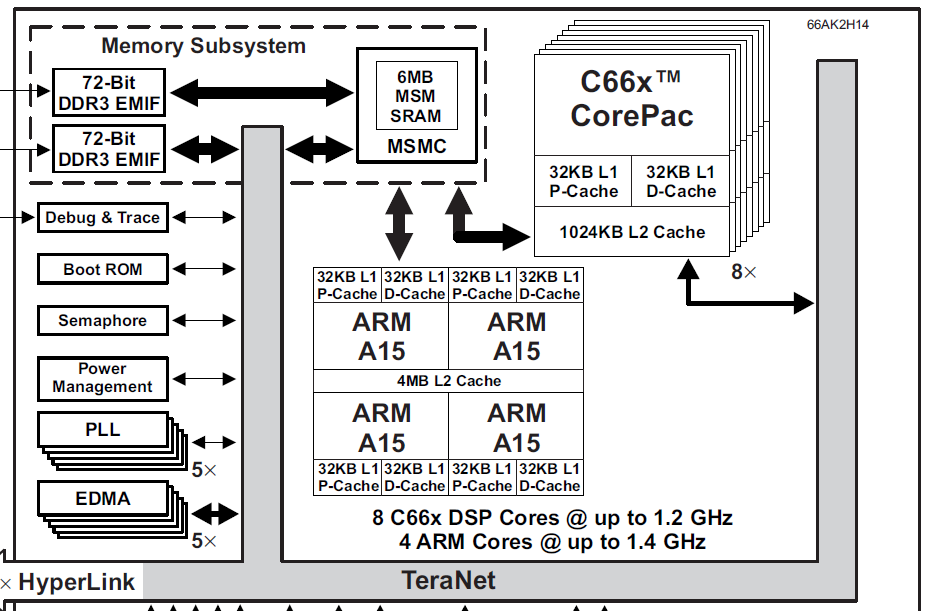 66AK2H14
Memory Subsystem
72-Bit
DDR3 EMIF
72-Bit
DDR3 EMIF
6MB
MSM
SRAM
MSMC
C66x™
CorePac
32KB L1
P-Cache
32KB L1
D-Cache
1024KB L2 Cache
8×
Debug & Trace
Boot ROM
Semaphore
Power
Management
PLL
5×
EDMA
5×
32KB L1
P-Cache
32KB L1
D-Cache
32KB L1
P-Cache
32KB L1
D-Cache
ARM
A15
ARM
A15
4MB L2 Cache
ARM
A15
ARM
A15
32KB L1
P-Cache
32KB L1
D-Cache
32KB L1
P-Cache
32KB L1
D-Cache
8 C66x DSP Cores @ up to 1.2 GHz
4 ARM Cores @ up to 1.4 GHz
× HyperLink
TeraNet